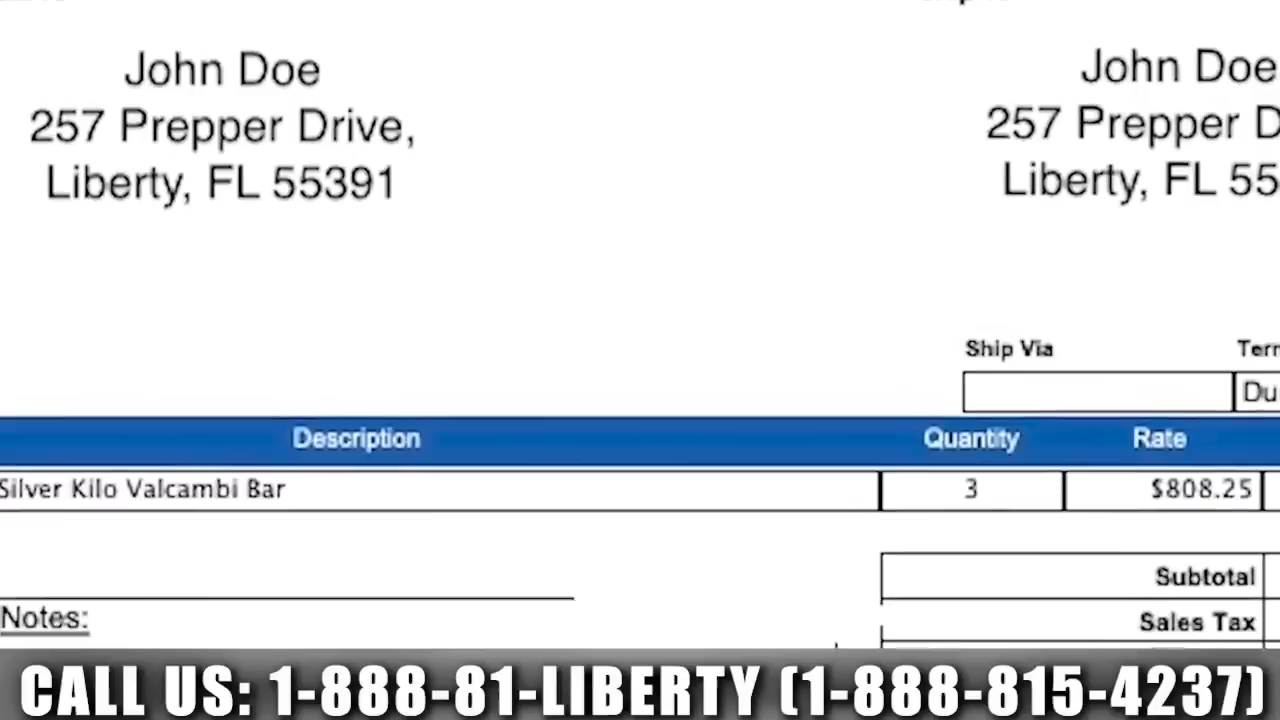 John Doe
257 Prepper Drive,
Liberty, FL 55391
John Doe
257 Prepper D
Liberty, FL 55
Ship Via
Description Quantity Rate
Silver Kilo Valcambi Bar 3 $808.25
Subtotal
Notes:
Sales Tax
CALL US: 1-888-81-LIBERTY (1-888-815-4237)